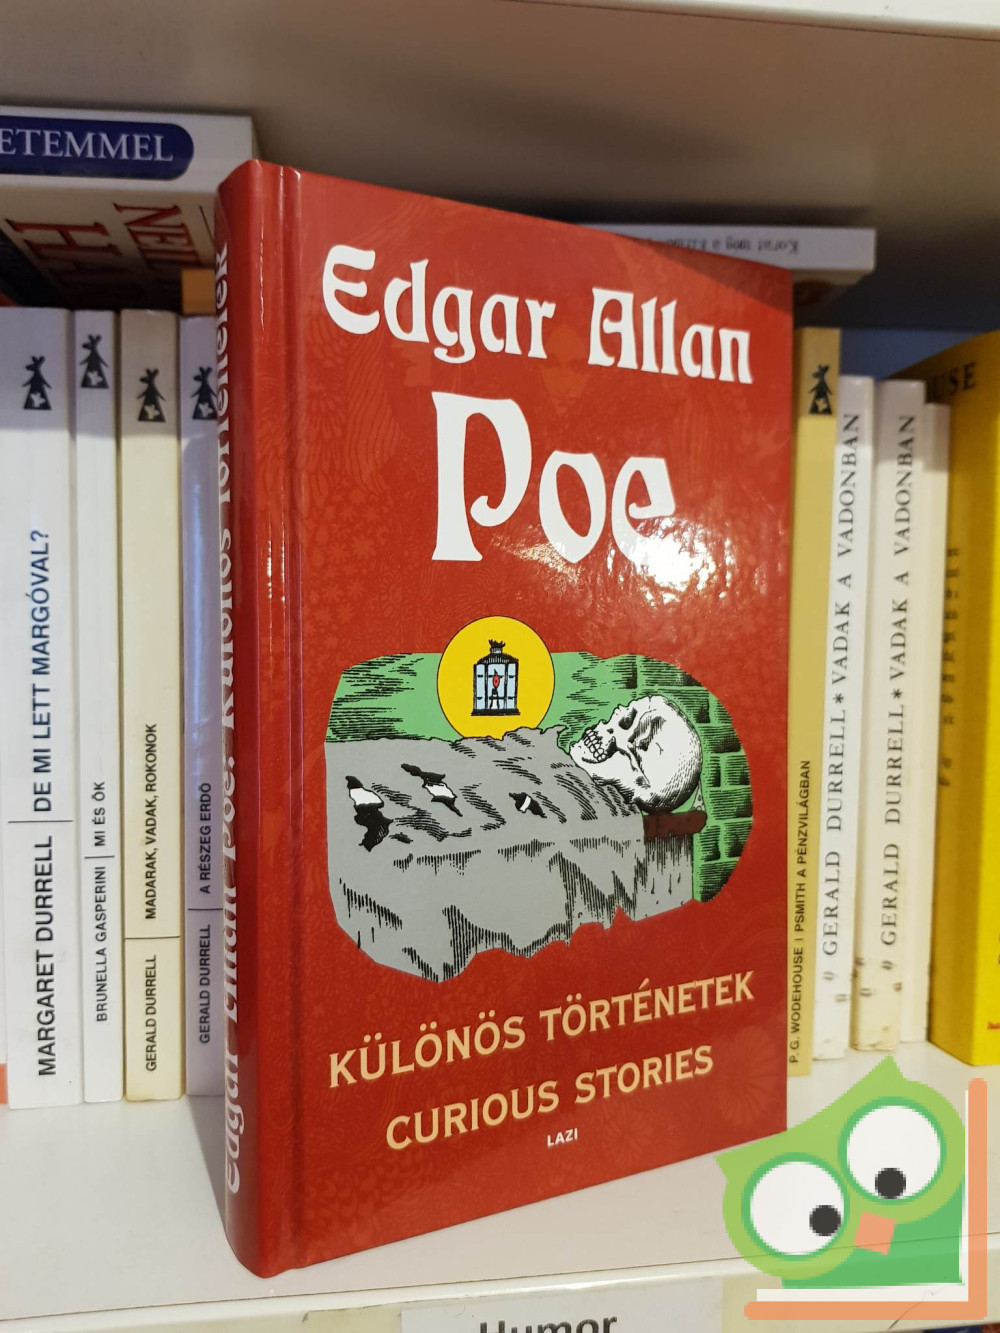 Edgar Allan
Poe
KÜLÖNÖS TÖRTÉNETEK
CURIOUS STORIES
LAZI
Edgar Allan Poe: Különös történetek
ETEMMEL
MARGARET DURRELL | DE MI LETT MARGÓVAL?
BRUNELLA GASPERINI | MI ÉS ŐK
GERALD DURRELL | MADARAK, VADAK, ROKONOK
GERALD DURRELL | A RÉSZEG ERDŐ
P. G. WODEHOUSE | PSMITH A PÉNZVILÁGBAN
GERALD DURRELL * VADAK A VADONBAN
GERALD DURRELL * VADAK A VADONBAN
USE
Humor